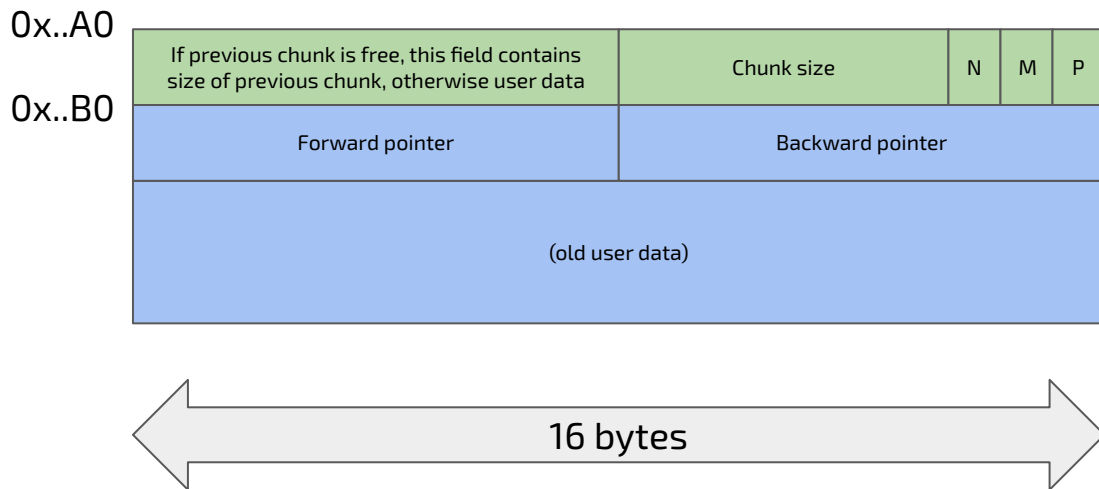 0x..A0
If previous chunk is free, this field contains
size of previous chunk, otherwise user data
Chunk size
N
M
P
0x..B0
Forward pointer
Backward pointer
(old user data)
16 bytes